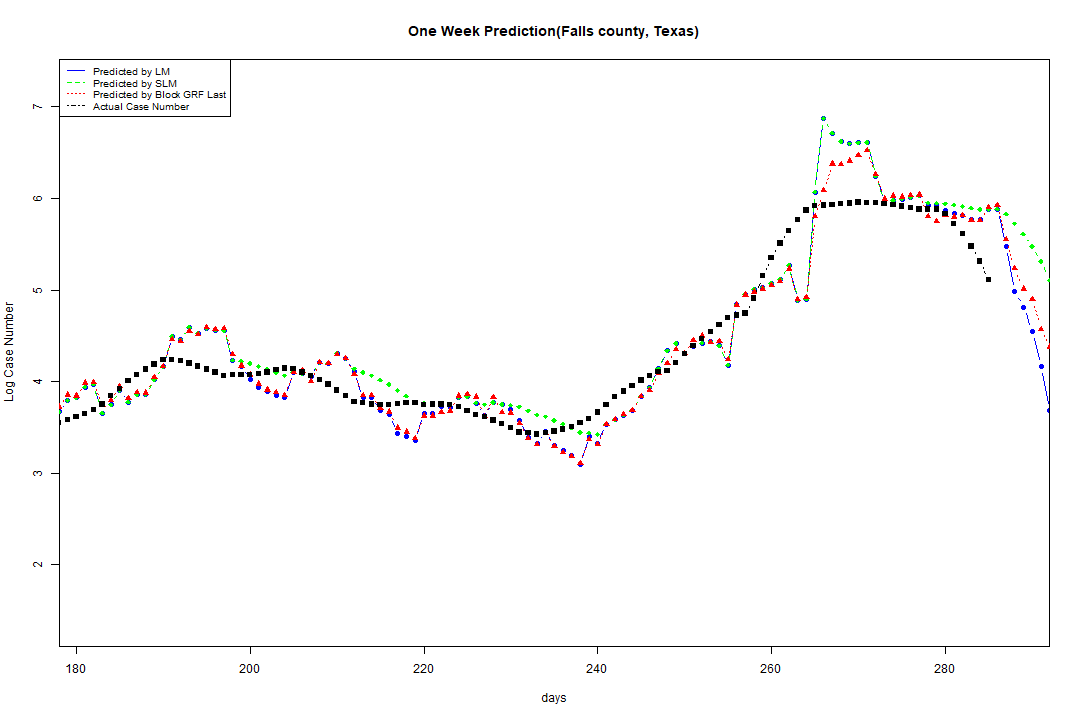 One Week Prediction(Falls county, Texas)
Predicted by LM
Predicted by SLM
Predicted by Block GRF Last
Actual Case Number
Log Case Number
7
6
5
4
3
2
180 200 220 240 260 280
days